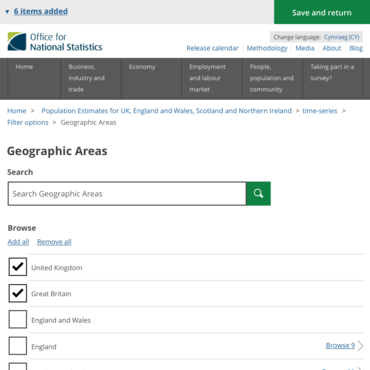 ▼ 6 items added
Save and return
Office for
National Statistics
Change language: Cymraeg (CY)
Release calendar | Methodology | Media | About | Blog
Home
Business,
industry and
trade
Economy
Employment
and labour
market
People,
population and
community
Taking part in a
survey?
Home > Population Estimates for UK, England and Wales, Scotland and Northern Ireland > time-series >
Filter options > Geographic Areas
Geographic Areas
Search
Search Geographic Areas
Browse
Add all Remove all
United Kingdom
Great Britain
England and Wales
England
Browse 9